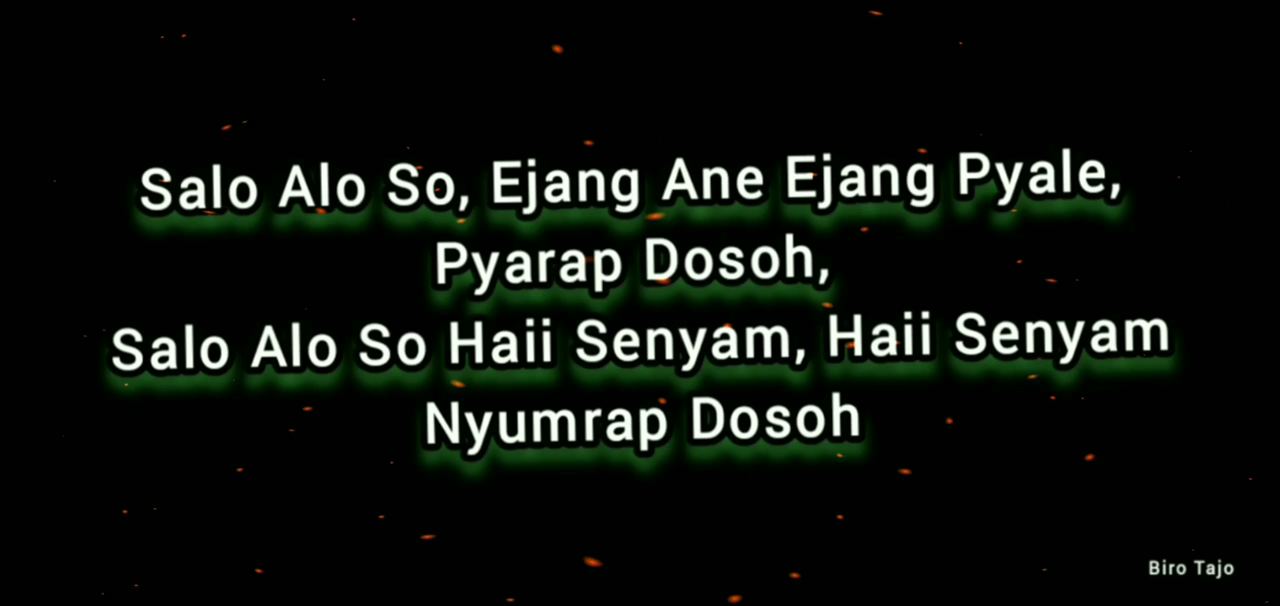 Salo Alo So, Ejang Ane Ejang Pyale,
Pyarap Dosoh,
Salo Alo So Haii Senyam, Haii Senyam
Nyumrap Dosoh
Biro Tajo